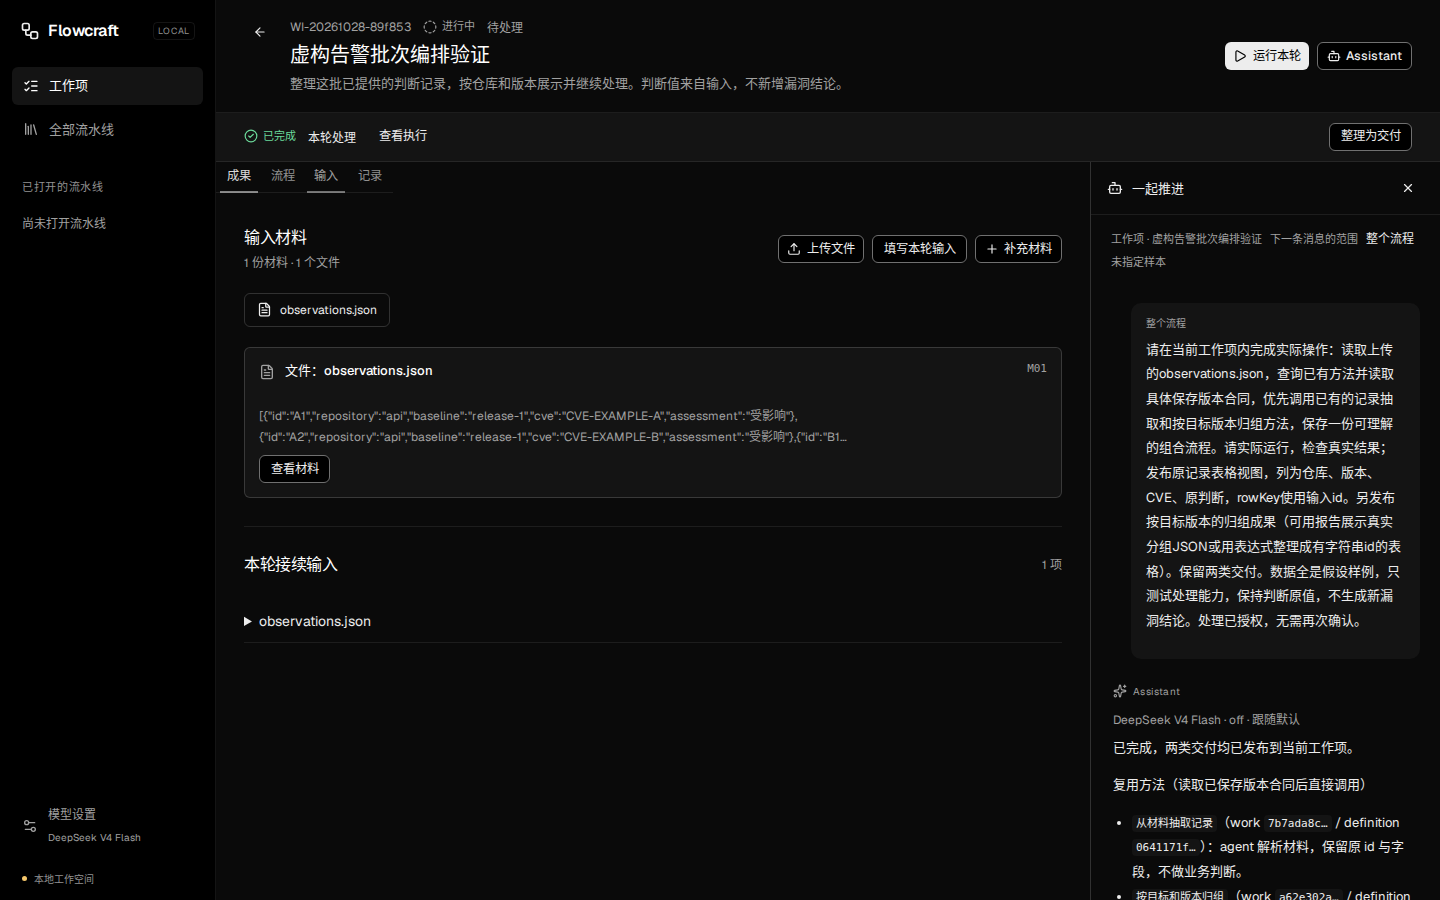 Flowcraft
LOCAL
工作项
全部流水线
已打开的流水线
尚未打开流水线
模型设置
DeepSeek V4 Flash
本地工作空间
WI-20261028-89f853 进行中 待处理
虚构告警批次编排验证
整理这批已提供的判断记录，按仓库和版本展示并继续处理。判断值来自输入，不新增漏洞结论。
运行本轮
Assistant
已完成 本轮处理 查看执行
整理为交付
成果 流程 输入 记录
输入材料
1 份材料 · 1 个文件
上传文件
填写本轮输入
补充材料
observations.json
文件：observations.json
M01
[{"id":"A1","repository":"api","baseline":"release-1","cve":"CVE-EXAMPLE-A","assessment":"受影响"},
{"id":"A2","repository":"api","baseline":"release-1","cve":"CVE-EXAMPLE-B","assessment":"受影响"},{"id":"B1...
查看材料
本轮接续输入
1 项
observations.json
一起推进
工作项 · 虚构告警批次编排验证 下一条消息的范围 整个流程
未指定样本
整个流程
请在当前工作项内完成实际操作：读取上传
的observations.json，查询已有方法并读取
具体保存版本合同，优先调用已有的记录抽
取和按目标版本归组方法，保存一份可理解
的组合流程。请实际运行，检查真实结果；
发布原记录表格视图，列为仓库、版本、
CVE、原判断，rowKey使用输入id。另发布
按目标版本的归组成果（可用报告展示真实
分组JSON或用表达式整理成有字符串id的表
格）。保留两类交付。数据全是假设样例，只
测试处理能力，保持判断原值，不生成新漏
洞结论。处理已授权，无需再次确认。
Assistant
DeepSeek V4 Flash · off · 跟随默认
已完成，两类交付均已发布到当前工作项。
复用方法（读取已保存版本合同后直接调用）
• 从材料抽取记录（work 7b7ada8c… / definition
0641171f…）：agent 解析材料，保留原 id 与字
段，不做业务判断。
• 按目标和版本归组（work a62e302a… / definition